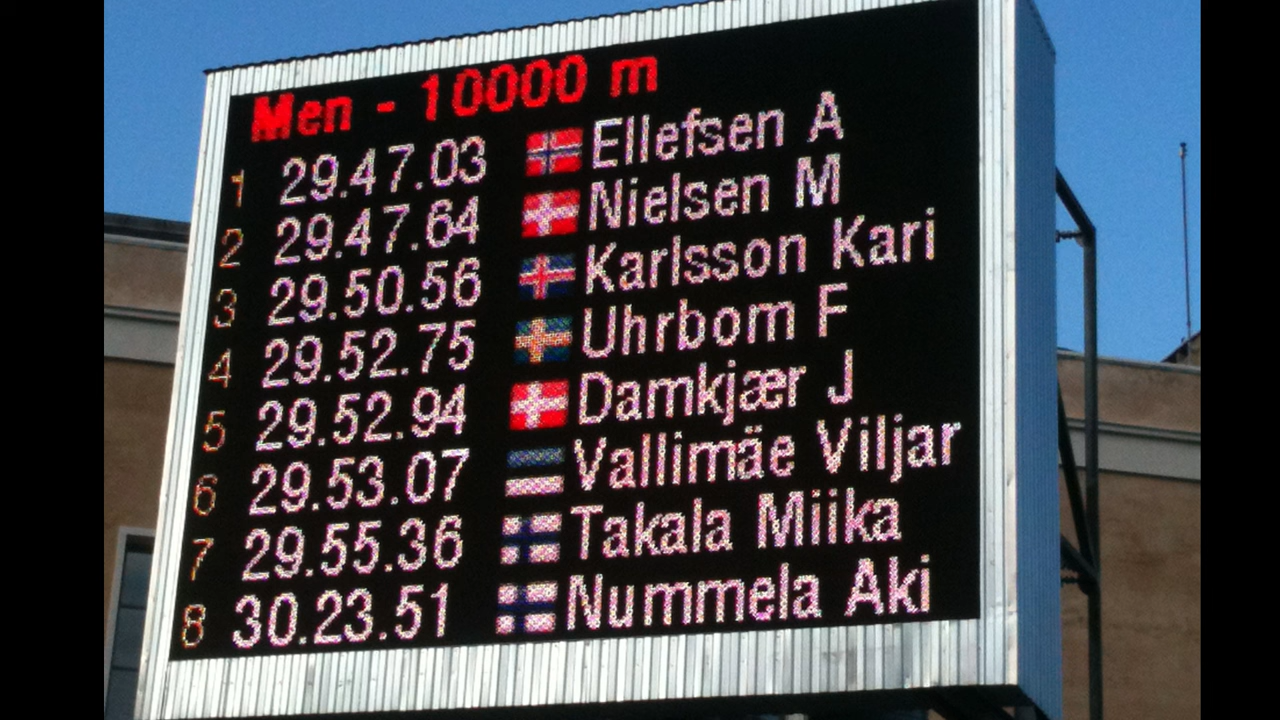 Men - 10000 m
1 29.47.03 Ellefsen A
2 29.47.64 Nielsen M
3 29.50.56 Karlsson Kari
4 29.52.75 Uhrbom F
5 29.52.94 Damkjær J
6 29.53.07 Vallimäe Viljar
7 29.55.36 Takala Miika
8 30.23.51 Nummela Aki